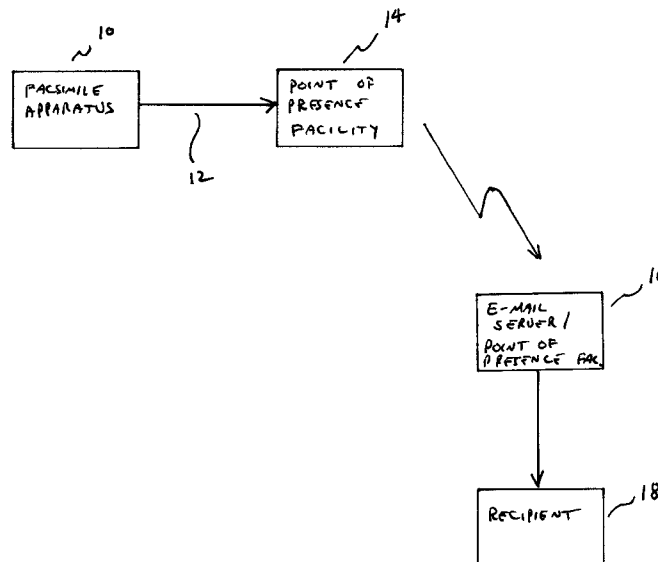 10
FACSIMILE
APPARATUS
12
14
POINT OF
PRESENCE
FACILITY
E-MAIL
SERVER/
POINT OF
PRESENCE FAC.
RECIPIENT
18